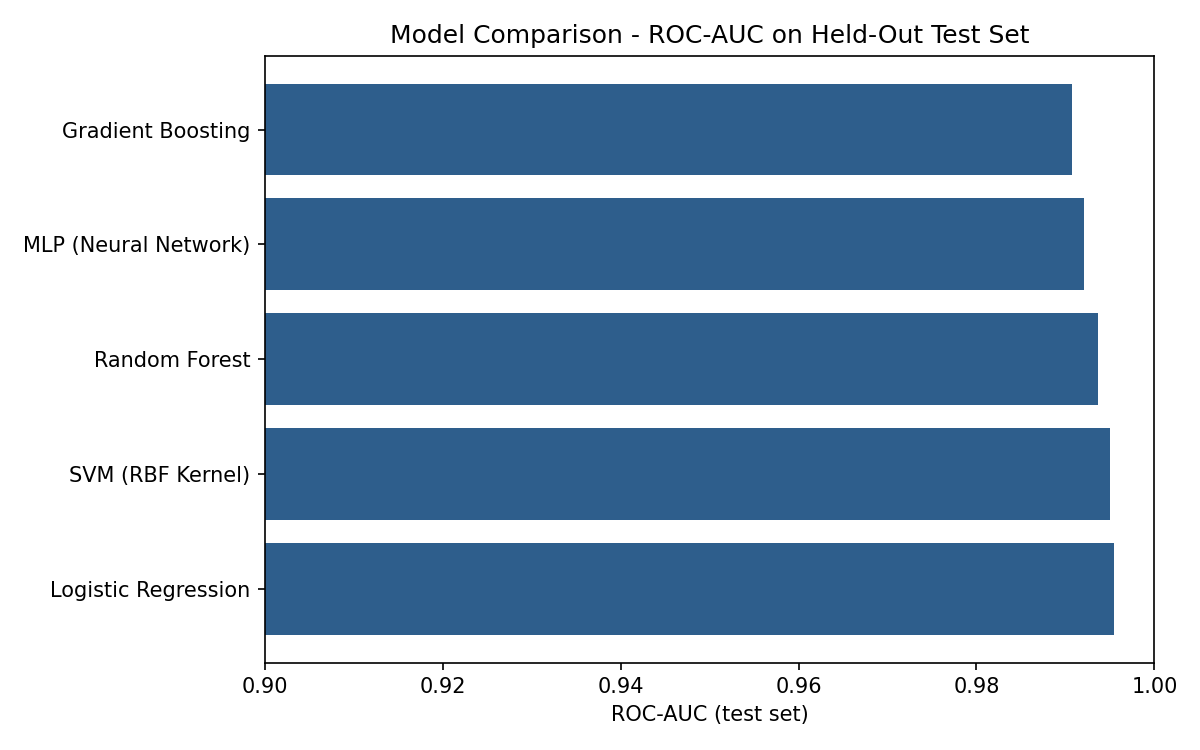 Model Comparison - ROC-AUC on Held-Out Test Set
Gradient Boosting
MLP (Neural Network)
Random Forest
SVM (RBF Kernel)
Logistic Regression
0.90 0.92 0.94 0.96 0.98 1.00
ROC-AUC (test set)